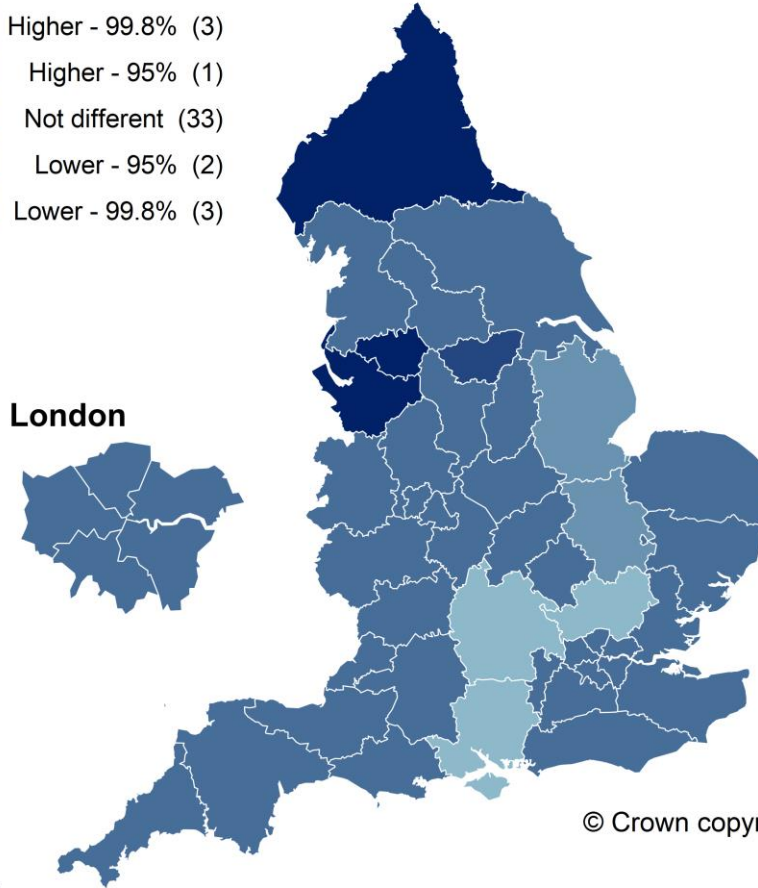 Higher - 99.8% (3)
Higher - 95% (1)
Not different (33)
Lower - 95% (2)
Lower - 99.8% (3)
London
© Crown copyr